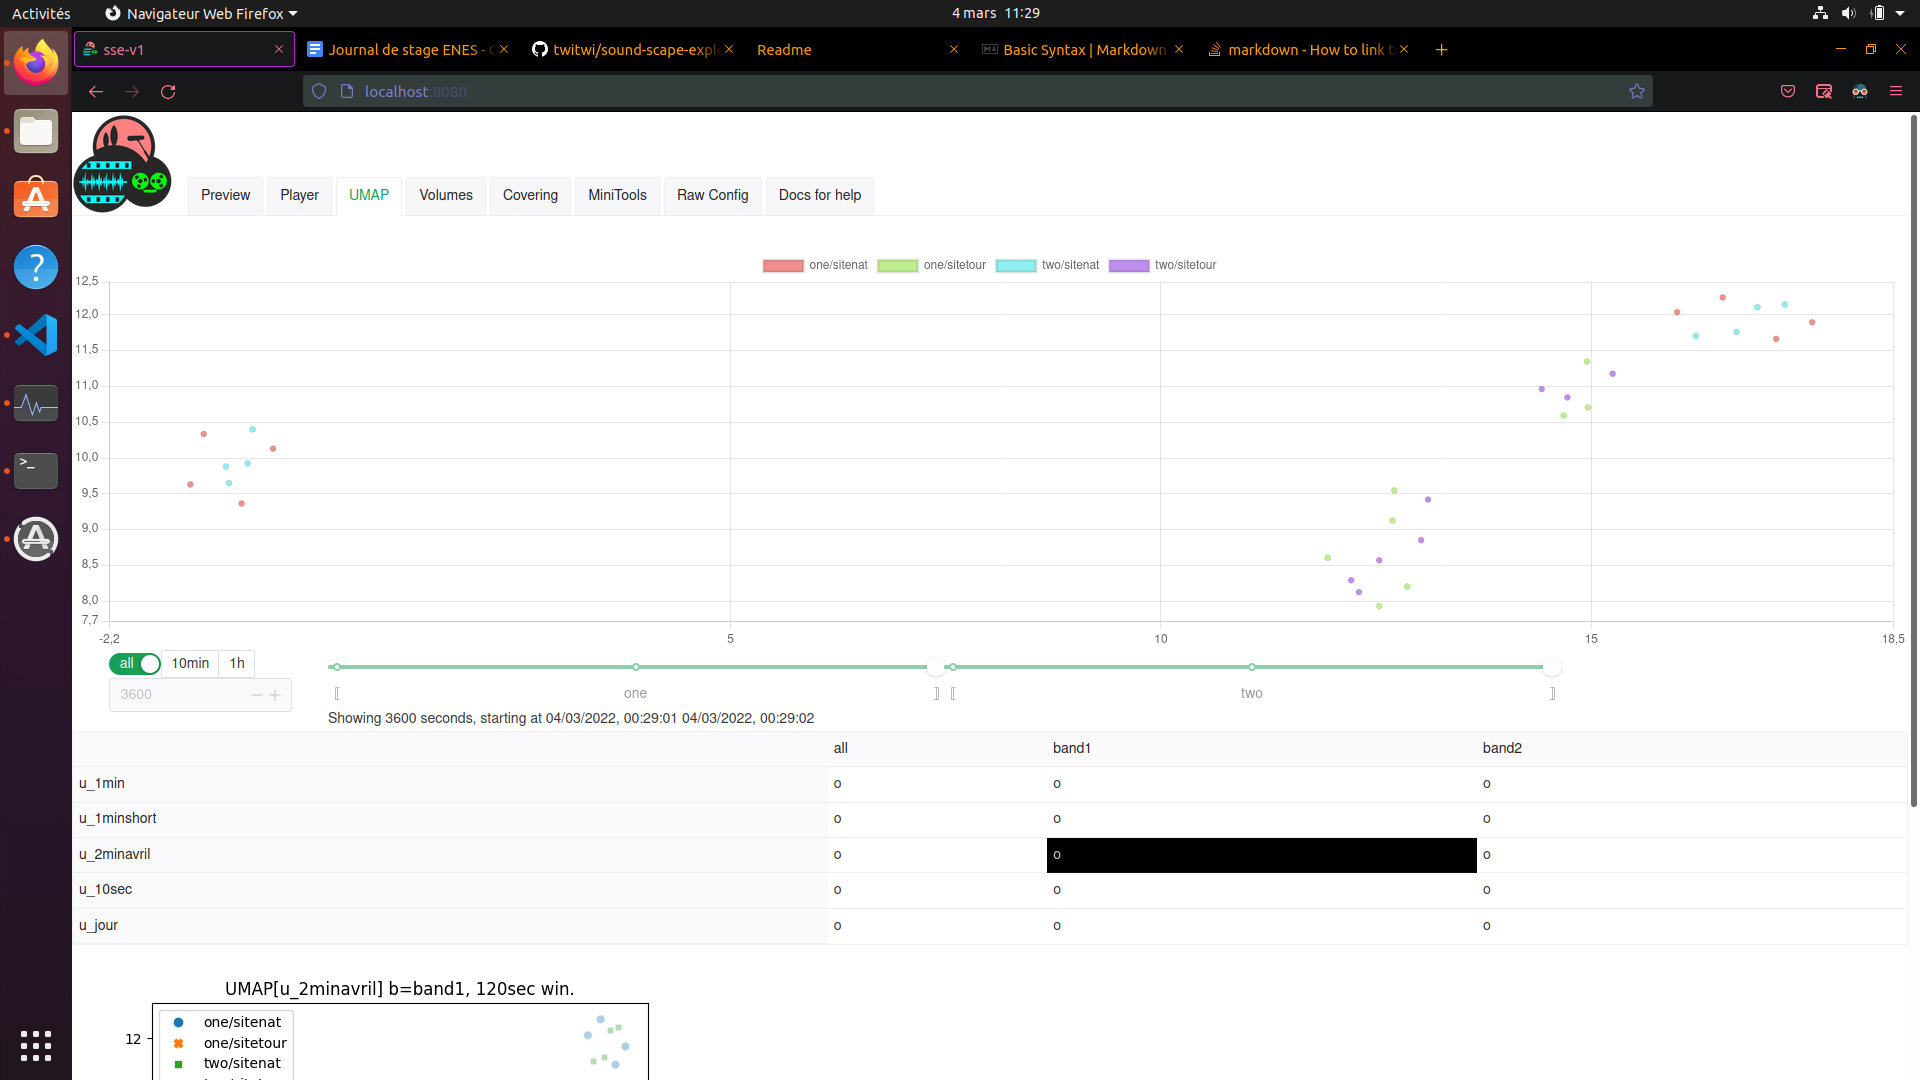 Activités Navigateur Web Firefox 4 mars 11:29
sse-v1 Journal de stage ENES - twitwi/sound-scape-expl Readme Basic Syntax | Markdown markdown - How to link t
localhost:8080
Preview Player UMAP Volumes Covering MiniTools Raw Config Docs for help
one/sitenat one/sitetour two/sitenat two/sitetour
12,5
12,0
11,5
11,0
10,5
10,0
9,5
9,0
8,5
8,0
7,7
-2,2 5 10 15 18,5
all 10min 1h
3600
[ one ] [ two ]
Showing 3600 seconds, starting at 04/03/2022, 00:29:01 04/03/2022, 00:29:02
all band1 band2
u_1min o o o
u_1minshort o o o
u_2minavril o o o
u_10sec o o o
u_jour o o o
UMAP[u_2minavril] b=band1, 120sec win.
one/sitenat
12 one/sitetour
two/sitenat